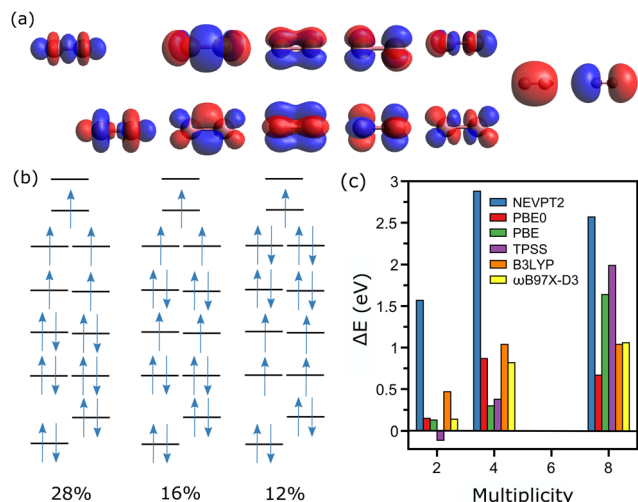 (a)
(b)
28%
16%
12%
(c)
3
2.5
2
1.5
1
0.5
0
ΔE (eV)
NEVPT2
PBE0
PBE
TPSS
B3LYP
ωB97X-D3
2
4
6
8
Multiplicity